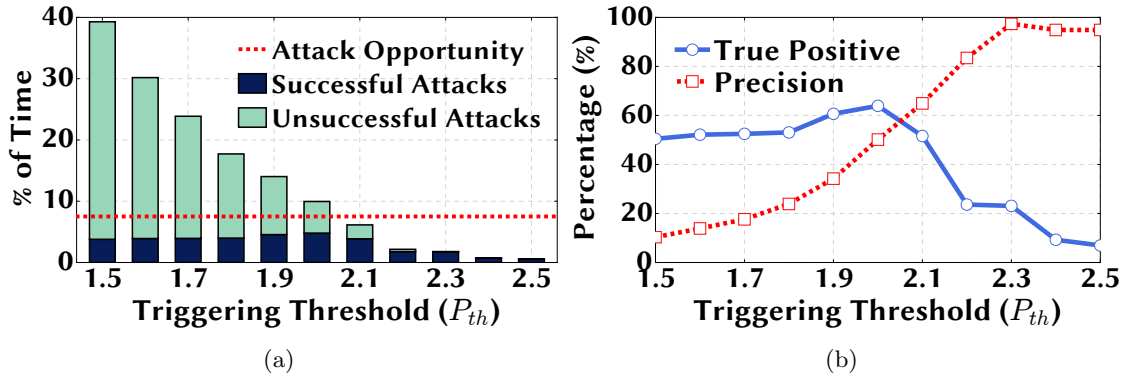 40
30
20
10
0
% of Time
Attack Opportunity
Successful Attacks
Unsuccessful Attacks
1.5 1.7 1.9 2.1 2.3 2.5
Triggering Threshold (P_th)
(a)
100
80
60
40
20
0
Percentage (%)
True Positive
Precision
1.5 1.7 1.9 2.1 2.3 2.5
Triggering Threshold (P_th)
(b)